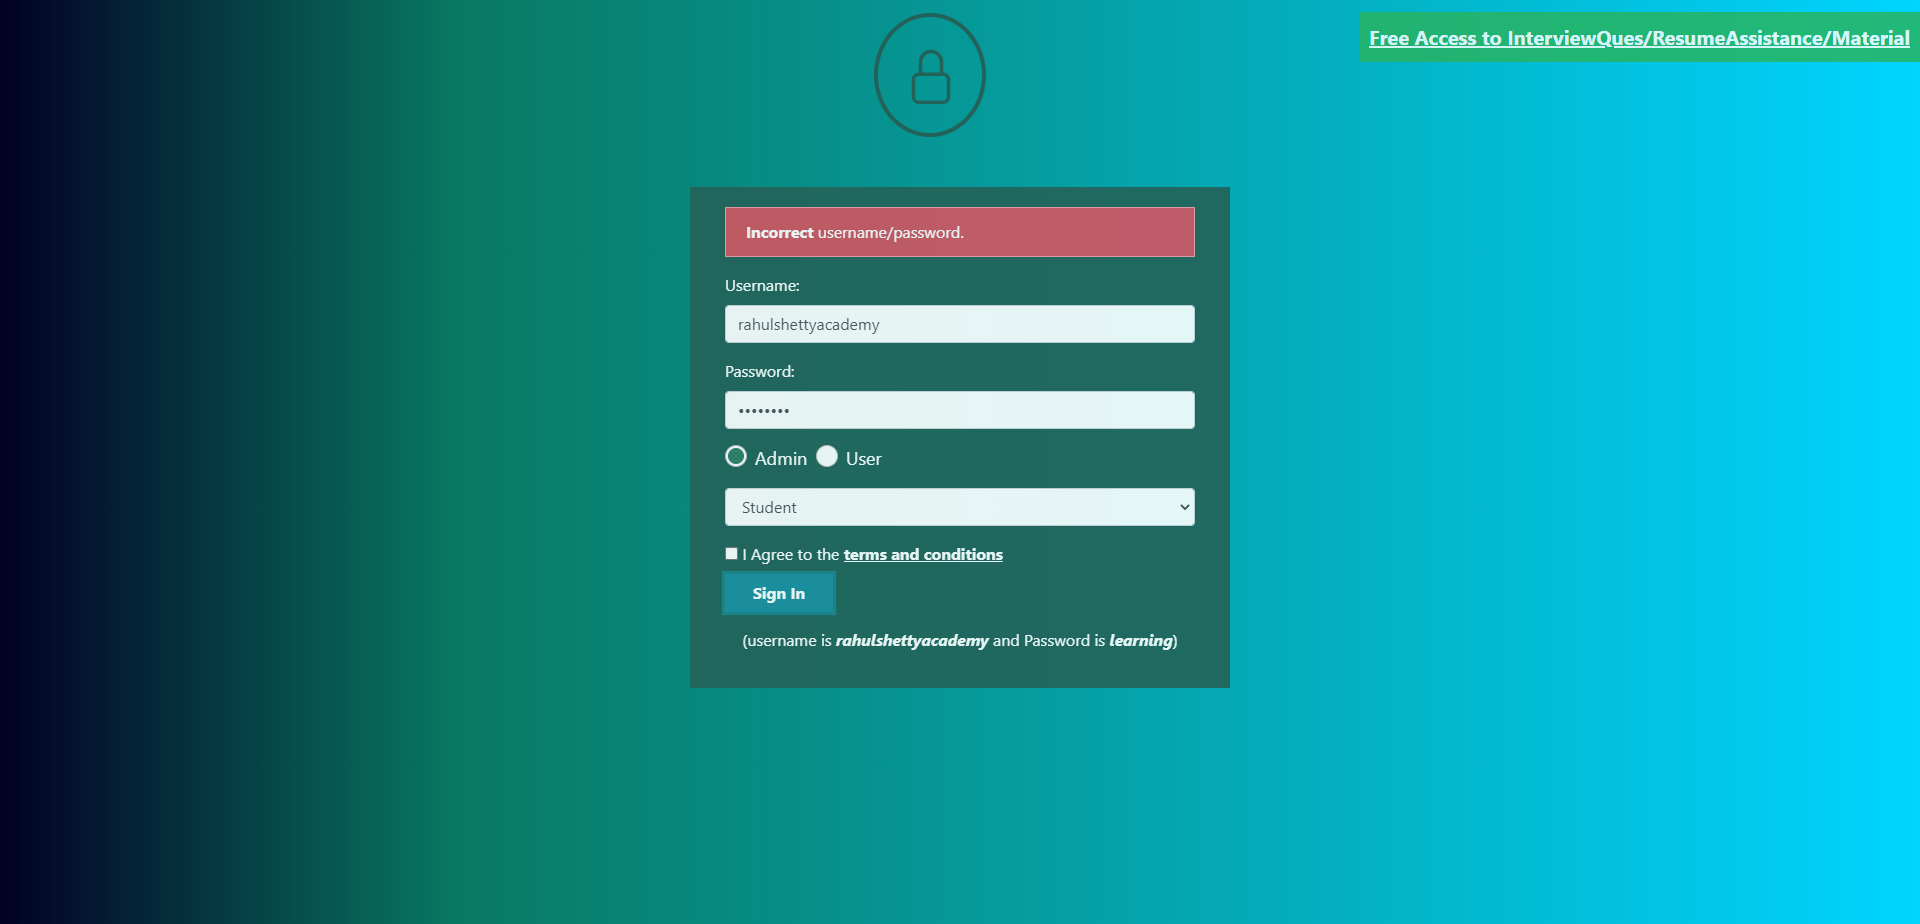 Free Access to InterviewQues/ResumeAssistance/Material
Incorrect username/password.
Username:
rahulshettyacademy
Password:
••••••••
Admin User
Student
I Agree to the terms and conditions
Sign In
(username is rahulshettyacademy and Password is learning)